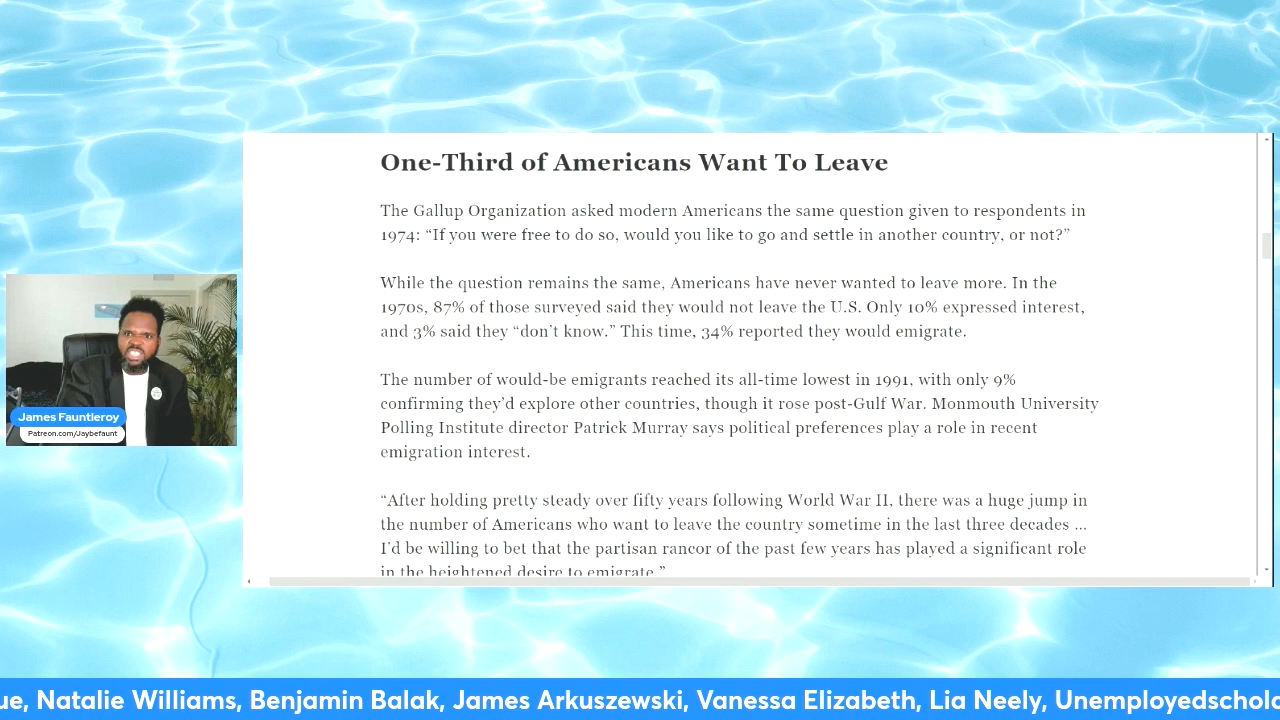 One-Third of Americans Want To Leave
The Gallup Organization asked modern Americans the same question given to respondents in
1974: “If you were free to do so, would you like to go and settle in another country, or not?”
While the question remains the same, Americans have never wanted to leave more. In the
1970s, 87% of those surveyed said they would not leave the U.S. Only 10% expressed interest,
and 3% said they “don’t know.” This time, 34% reported they would emigrate.
The number of would-be emigrants reached its all-time lowest in 1991, with only 9%
confirming they’d explore other countries, though it rose post-Gulf War. Monmouth University
Polling Institute director Patrick Murray says political preferences play a role in recent
emigration interest.
“After holding pretty steady over fifty years following World War II, there was a huge jump in
the number of Americans who want to leave the country sometime in the last three decades ...
I’d be willing to bet that the partisan rancor of the past few years has played a significant role
in the heightened desire to emigrate.”
James Fauntleroy
Patreon.com/Jaybefaunt
ue, Natalie Williams, Benjamin Balak, James Arkuszewski, Vanessa Elizabeth, Lia Neely, Unemployedschola